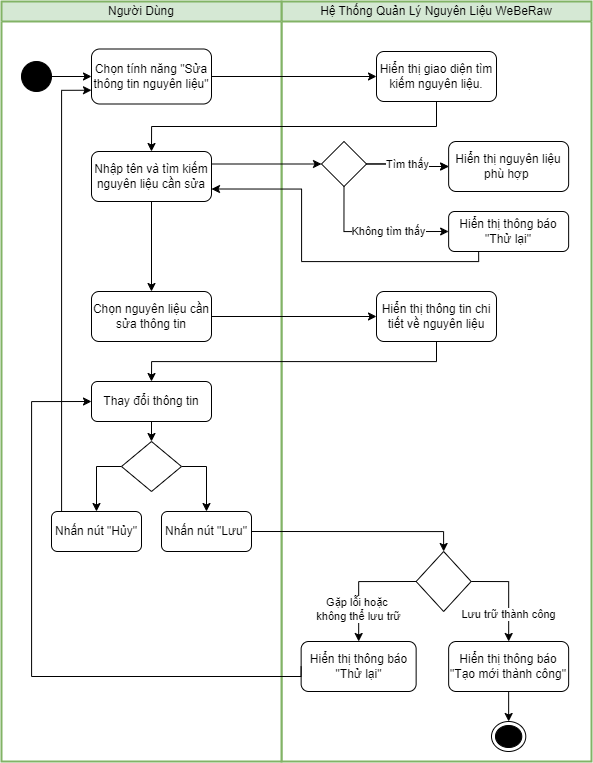 Người Dùng
Hệ Thống Quản Lý Nguyên Liệu WeBeRaw
Chọn tính năng "Sửa
thông tin nguyên liệu"
Hiển thị giao diện tìm
kiếm nguyên liệu.
Nhập tên và tìm kiếm
nguyên liệu cần sửa
Tìm thấy
Hiển thị nguyên liệu
phù hợp
Không tìm thấy
Hiển thị thông báo
"Thử lại"
Chọn nguyên liệu cần
sửa thông tin
Hiển thị thông tin chi
tiết về nguyên liệu
Thay đổi thông tin
Nhấn nút "Hủy"
Nhấn nút "Lưu"
Gặp lỗi hoặc
không thể lưu trữ
Lưu trữ thành công
Hiển thị thông báo
"Thử lại"
Hiển thị thông báo
"Tạo mới thành công"